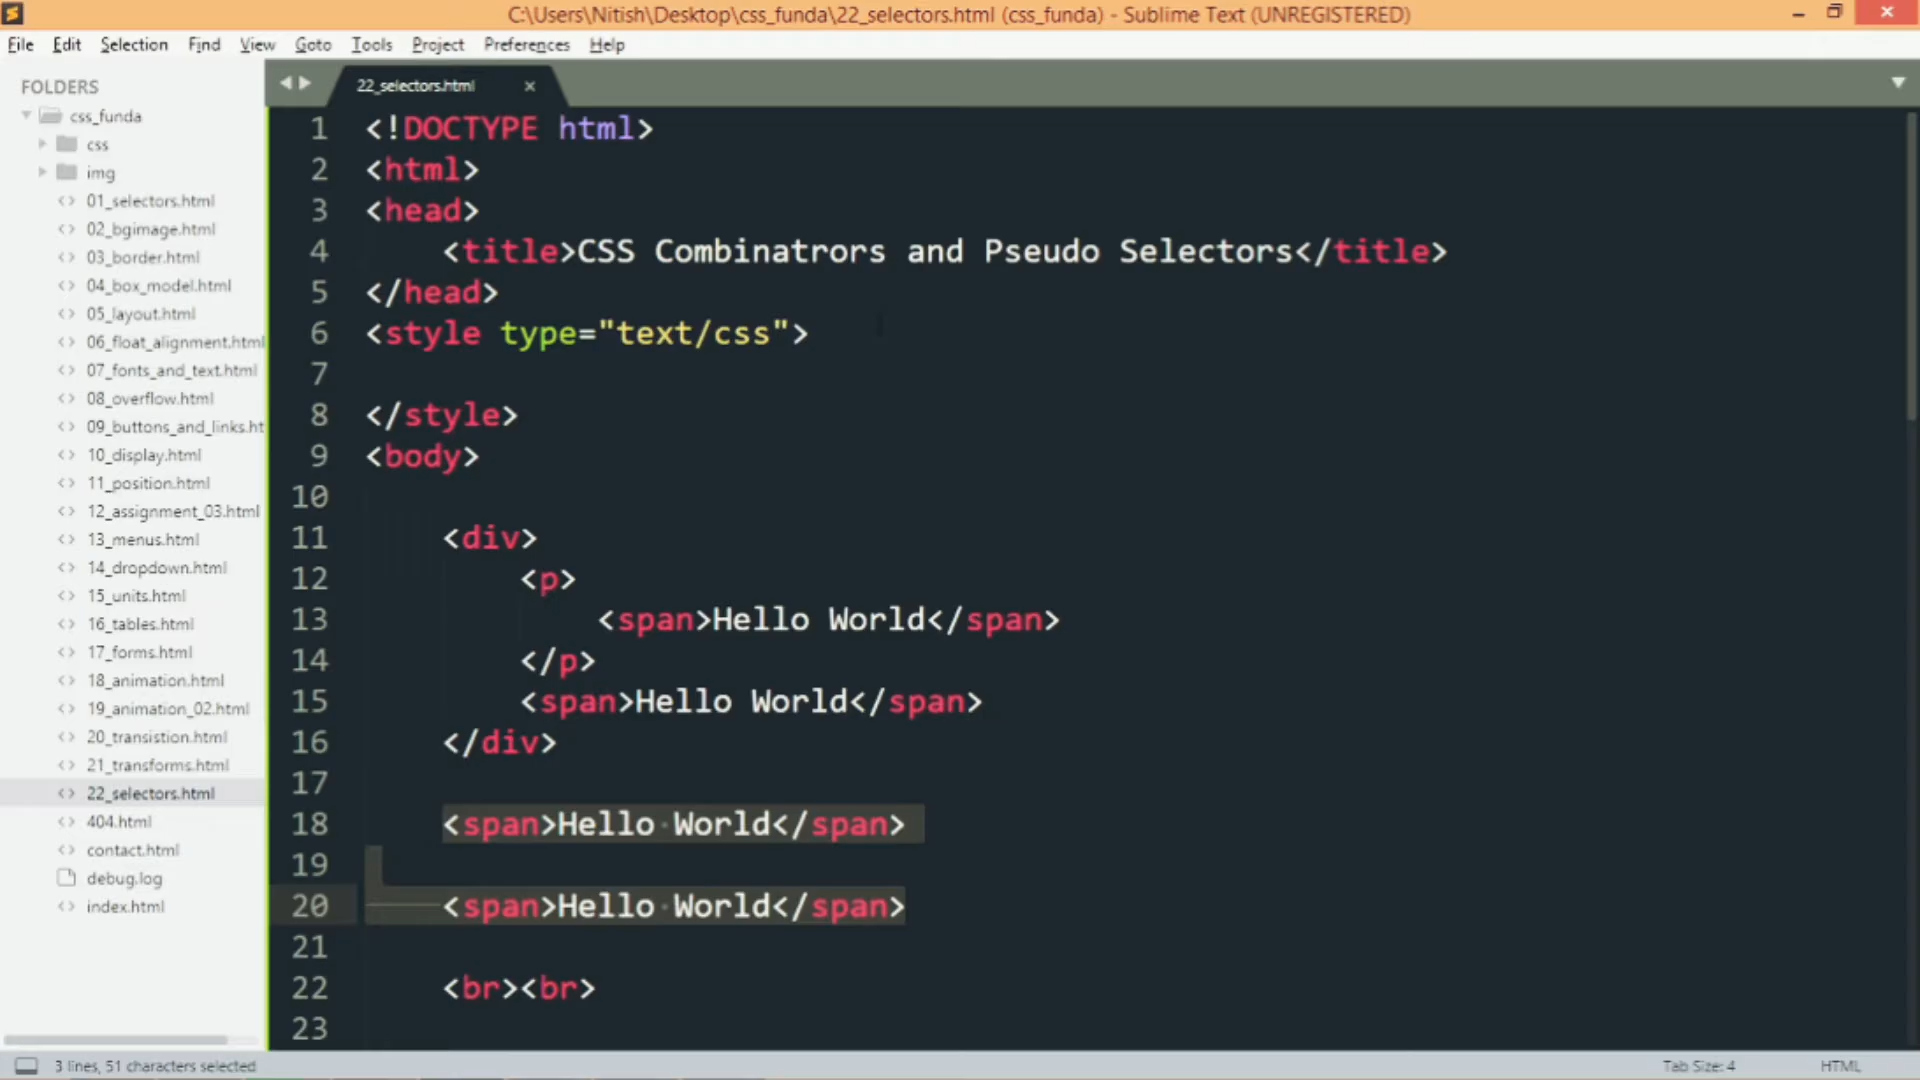 C:\Users\Nitish\Desktop\css_funda\22_selectors.html (css_funda) - Sublime Text (UNREGISTERED)
File Edit Selection Find View Goto Tools Project Preferences Help
FOLDERS
css_funda
css
img
01_selectors.html
02_bgimage.html
03_border.html
04_box_model.html
05_layout.html
06_float_alignment.html
07_fonts_and_text.html
08_overflow.html
09_buttons_and_links.ht
10_display.html
11_position.html
12_assignment_03.html
13_menus.html
14_dropdown.html
15_units.html
16_tables.html
17_forms.html
18_animation.html
19_animation_02.html
20_transistion.html
21_transforms.html
22_selectors.html
404.html
contact.html
debug.log
index.html
22_selectors.html ×
1 <!DOCTYPE html>
2 <html>
3 <head>
4 <title>CSS Combinatrors and Pseudo Selectors</title>
5 </head>
6 <style type="text/css">
7
8 </style>
9 <body>
10
11 <div>
12 <p>
13 <span>Hello World</span>
14 </p>
15 <span>Hello World</span>
16 </div>
17
18 <span>Hello World</span>
19
20 <span>Hello World</span>
21
22 <br><br>
23
3 lines, 51 characters selected
Tab Size: 4 HTML